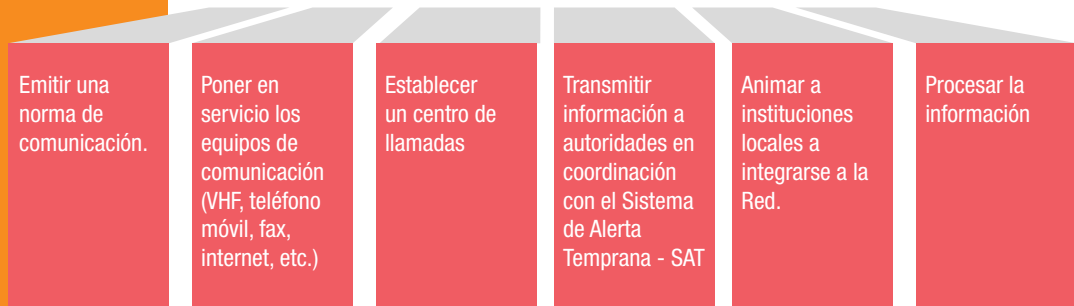 Emitir una
norma de
comunicación.
Poner en
servicio los
equipos de
comunicación
(VHF, teléfono
móvil, fax,
internet, etc.)
Establecer
un centro de
llamadas
Transmitir
información a
autoridades en
coordinación
con el Sistema
de Alerta
Temprana - SAT
Animar a
instituciones
locales a
integrarse a la
Red.
Procesar la
información